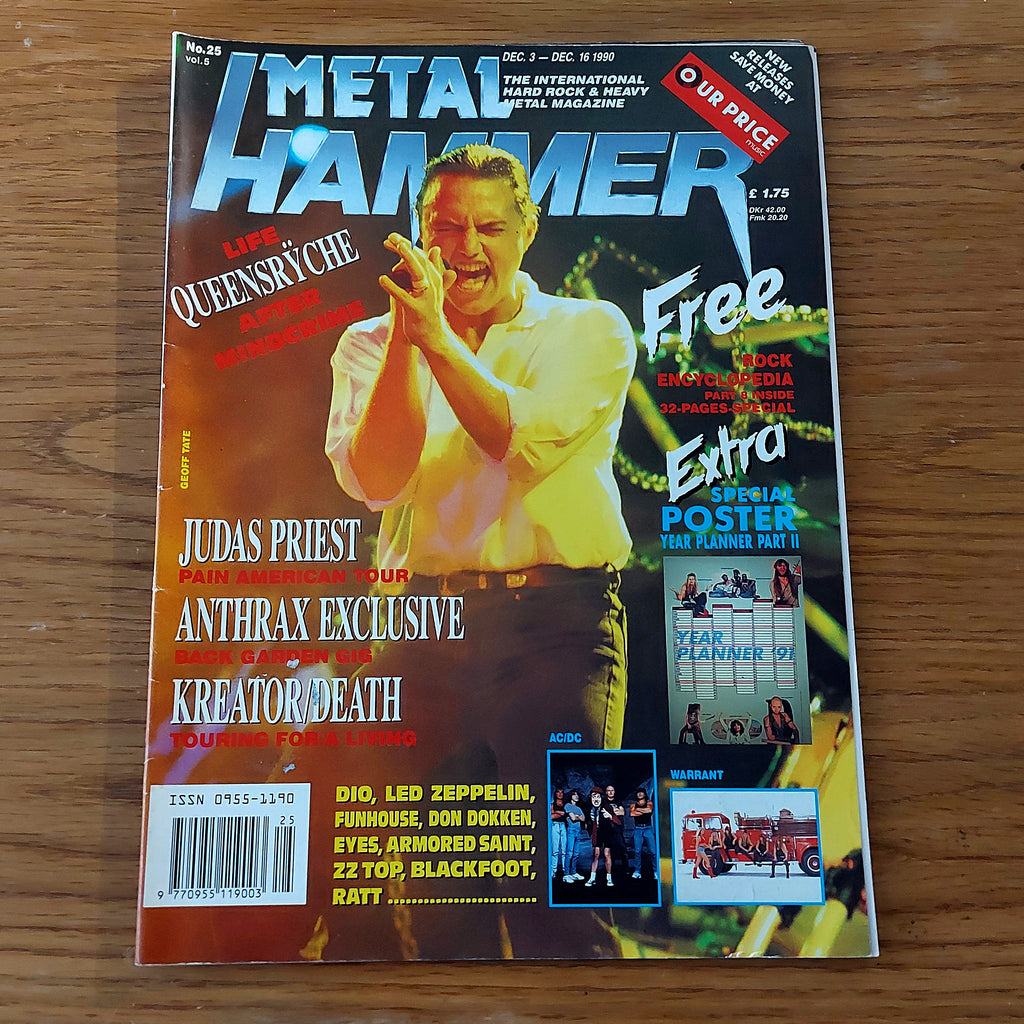 No.25
vol.5
METAL
HAMMER
DEC. 3 — DEC. 16 1990
THE INTERNATIONAL
HARD ROCK & HEAVY
METAL MAGAZINE
NEW
RELEASES
SAVE MONEY
AT
OUR PRICE
music
£ 1.75
DKr 42.00
Fmk 20.20
LIFE
QUEENSRŸCHE
AFTER
MINDCRIME
Free
ROCK
ENCYCLOPEDIA
PART 6 INSIDE
32-PAGES-SPECIAL
GEOFF TATE
Extra
SPECIAL
POSTER
YEAR PLANNER PART II
YEAR
PLANNER '91
JUDAS PRIEST
PAIN AMERICAN TOUR
ANTHRAX EXCLUSIVE
BACK GARDEN GIG
KREATOR/DEATH
TOURING FOR A LIVING
AC/DC
WARRANT
ISSN 0955-1190
25
9 770955 119003
DIO, LED ZEPPELIN,
FUNHOUSE, DON DOKKEN,
EYES, ARMORED SAINT,
ZZ TOP, BLACKFOOT,
RATT ........................